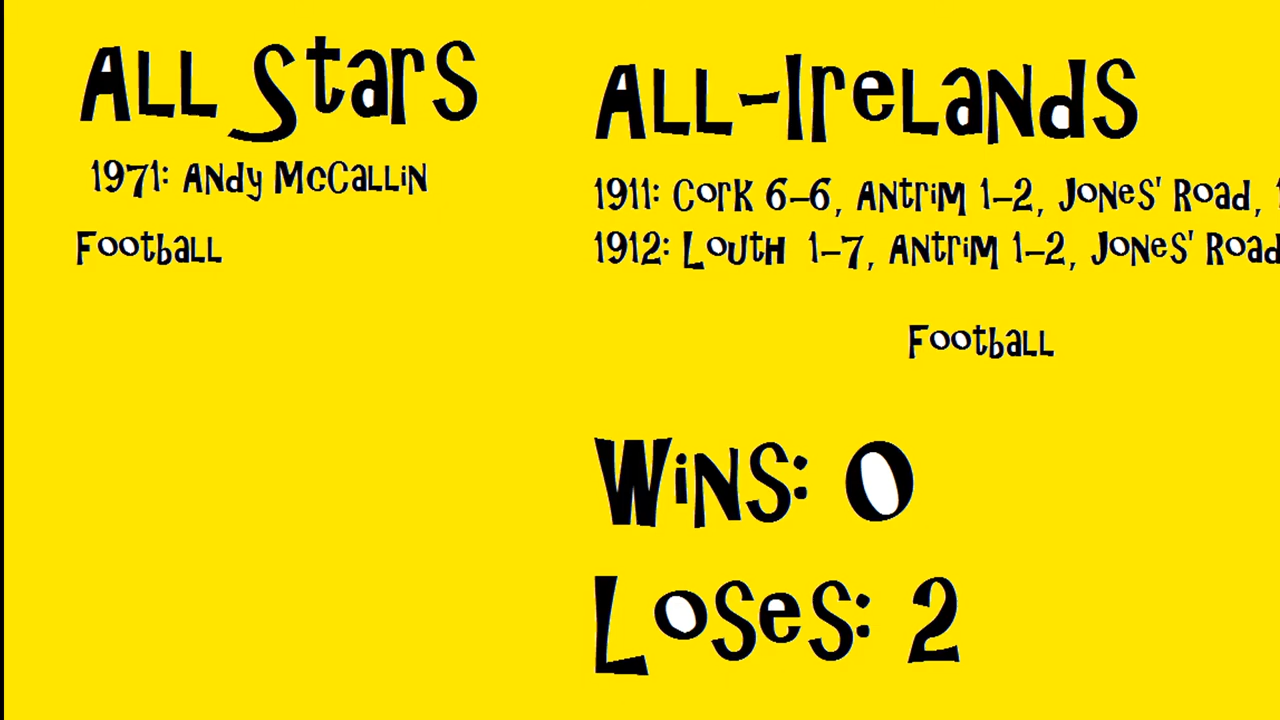 All Stars
1971: Andy McCallin
Football
All-Irelands
1911: Cork 6-6, Antrim 1-2, Jones' Road,
1912: Louth 1-7, Antrim 1-2, Jones' Road
Football
Wins: 0
Loses: 2